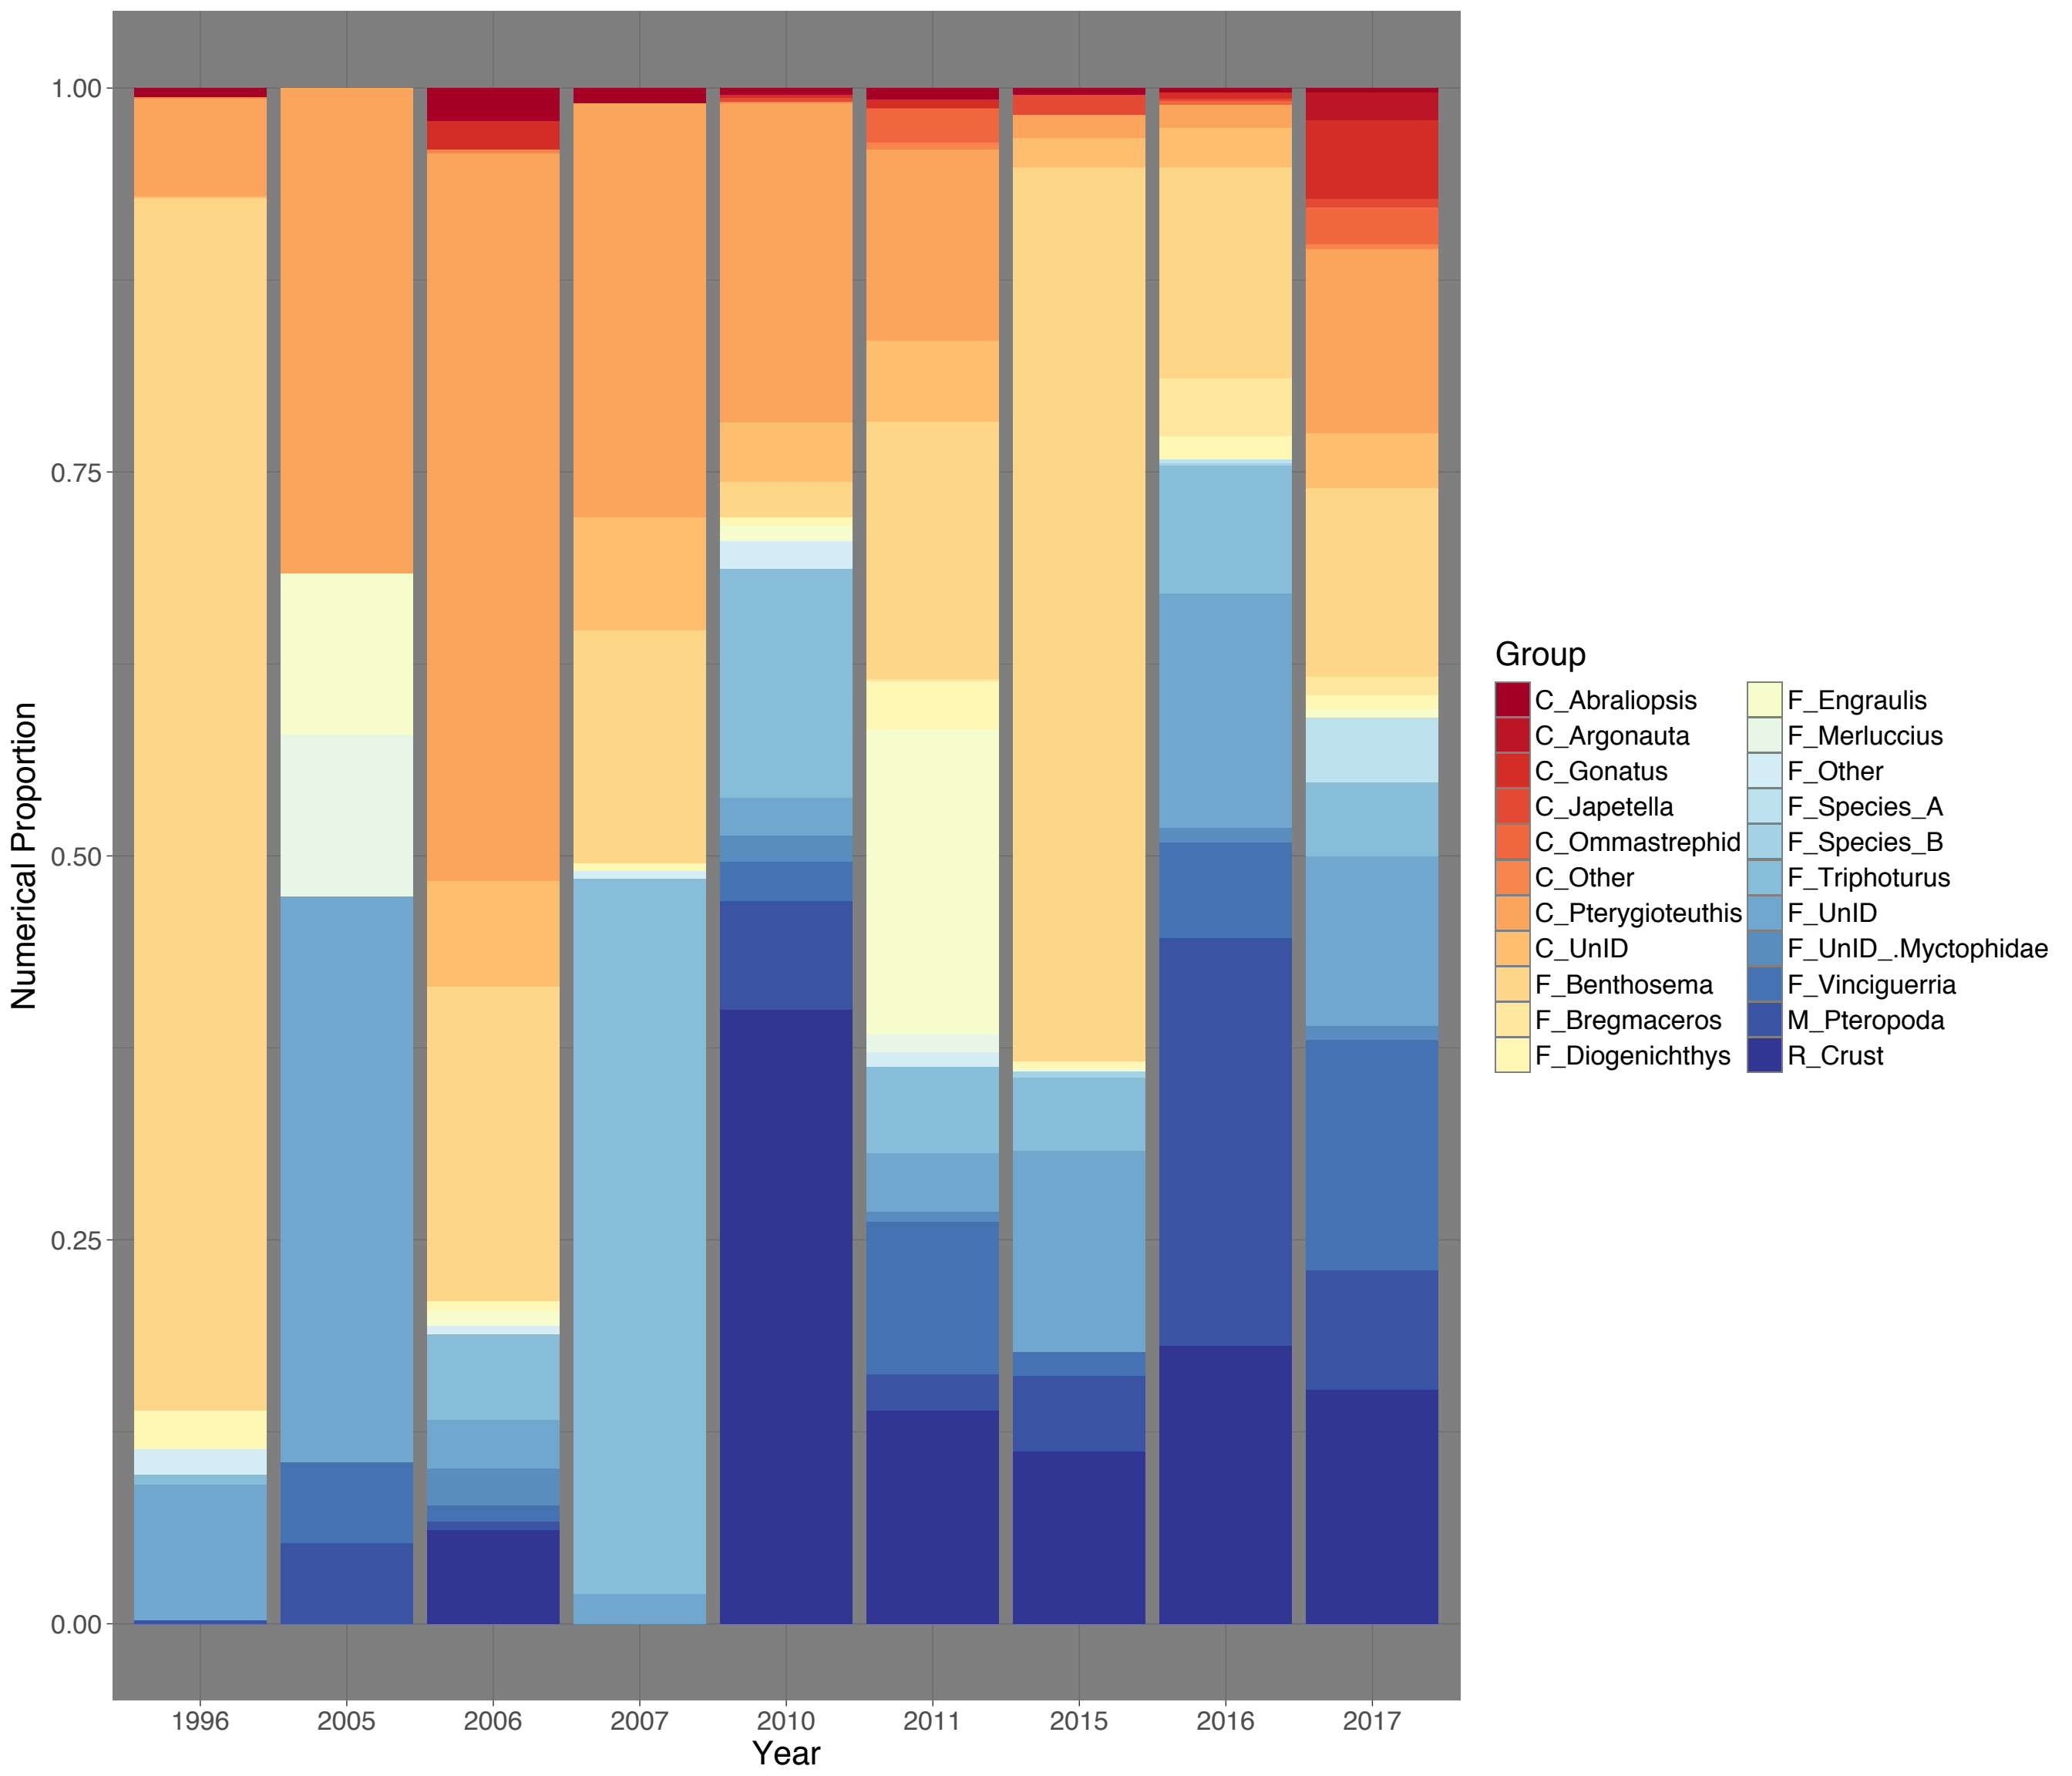 1.00
0.75
0.50
0.25
0.00
Numerical Proportion
1996 2005 2006 2007 2010 2011 2015 2016 2017
Year
Group
C_Abraliopsis
C_Argonauta
C_Gonatus
C_Japetella
C_Ommastrephid
C_Other
C_Pterygioteuthis
C_UnID
F_Benthosema
F_Bregmaceros
F_Diogenichthys
F_Engraulis
F_Merluccius
F_Other
F_Species_A
F_Species_B
F_Triphoturus
F_UnID
F_UnID_.Myctophidae
F_Vinciguerria
M_Pteropoda
R_Crust